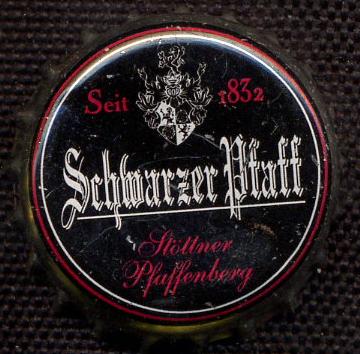 Seit 1832
Schwarzer Pfaff
Stöttner
Pfaffenberg